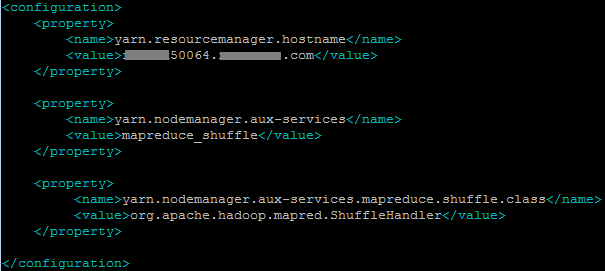 <configuration>
<property>
<name>yarn.resourcemanager.hostname</name>
<value>50064. .com</value>
</property>
<property>
<name>yarn.nodemanager.aux-services</name>
<value>mapreduce_shuffle</value>
</property>
<property>
<name>yarn.nodemanager.aux-services.mapreduce.shuffle.class</name>
<value>org.apache.hadoop.mapred.ShuffleHandler</value>
</property>
</configuration>